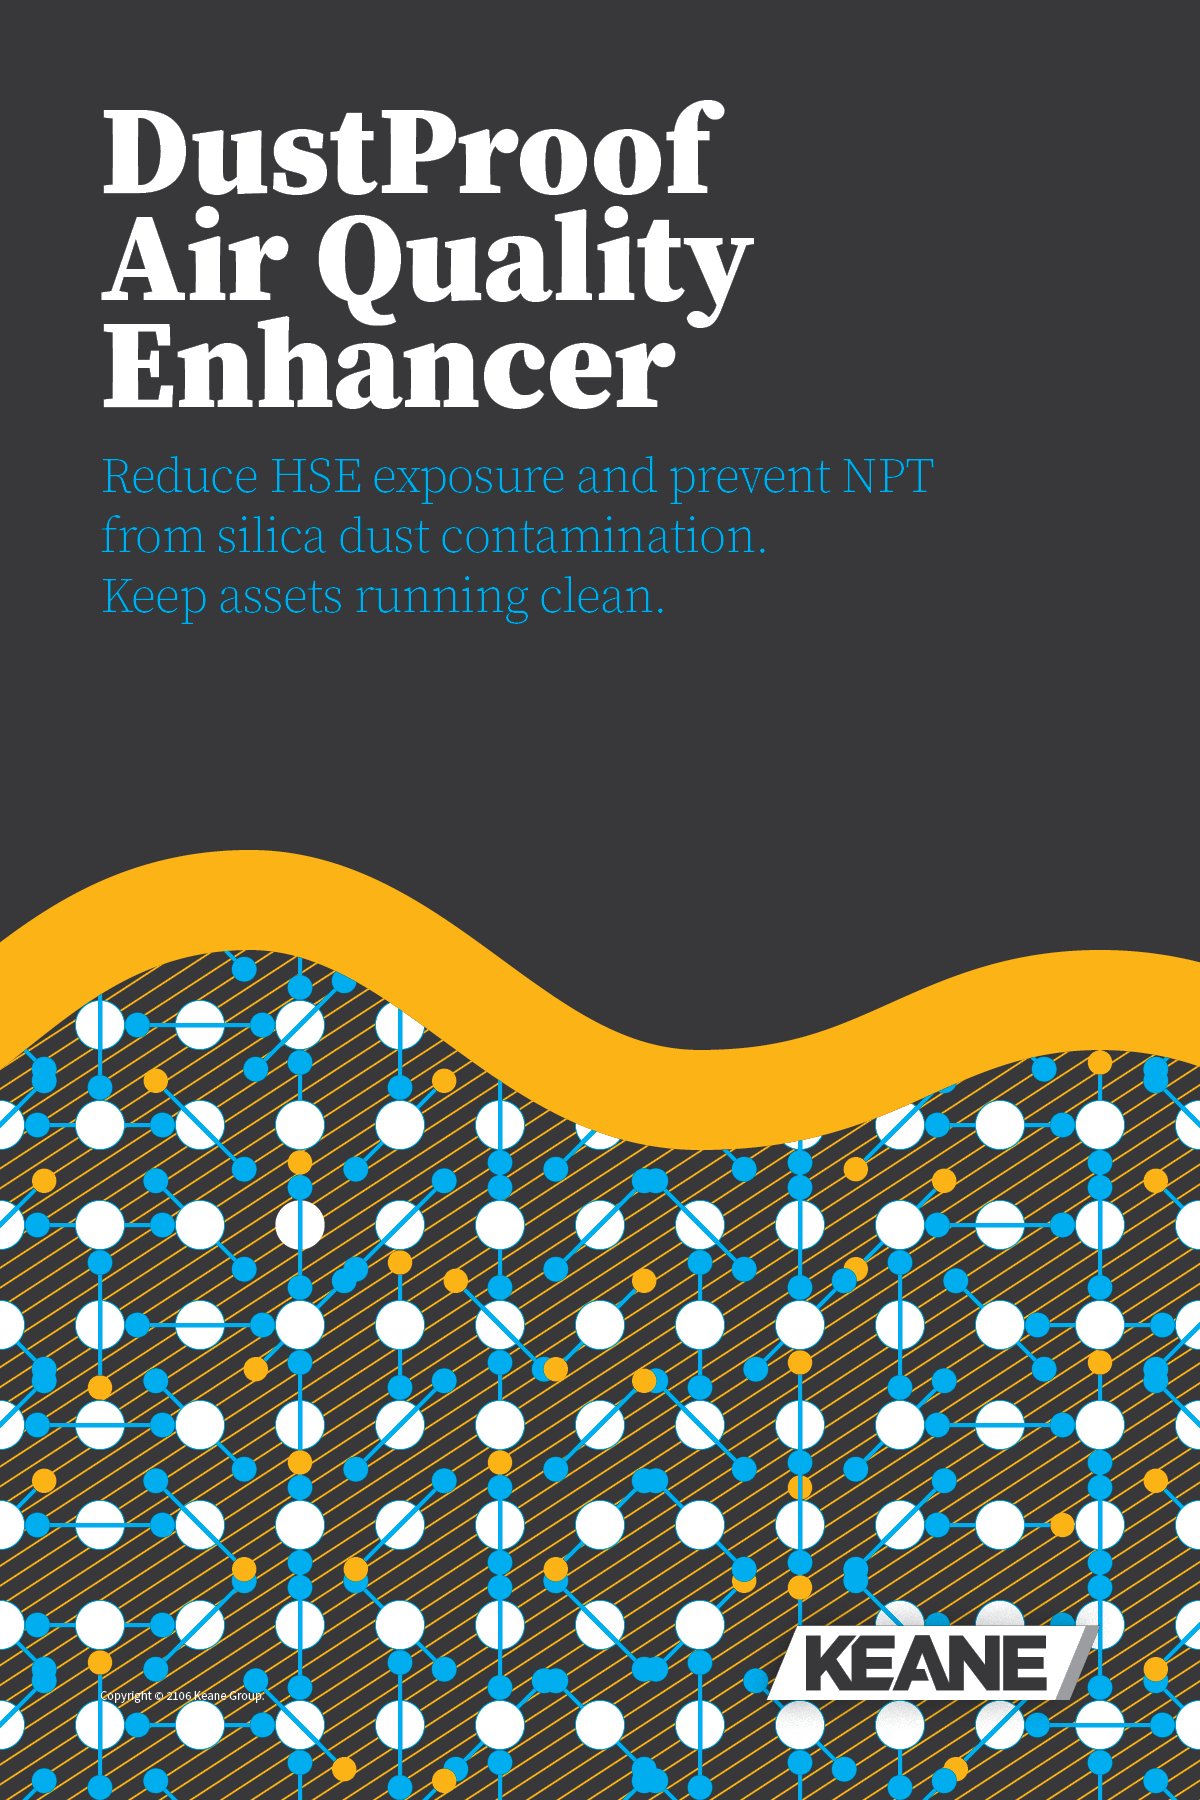 DustProof
Air Quality
Enhancer
Reduce HSE exposure and prevent NPT
from silica dust contamination.
Keep assets running clean.
KEANE
Copyright © 2106 Keane Group.